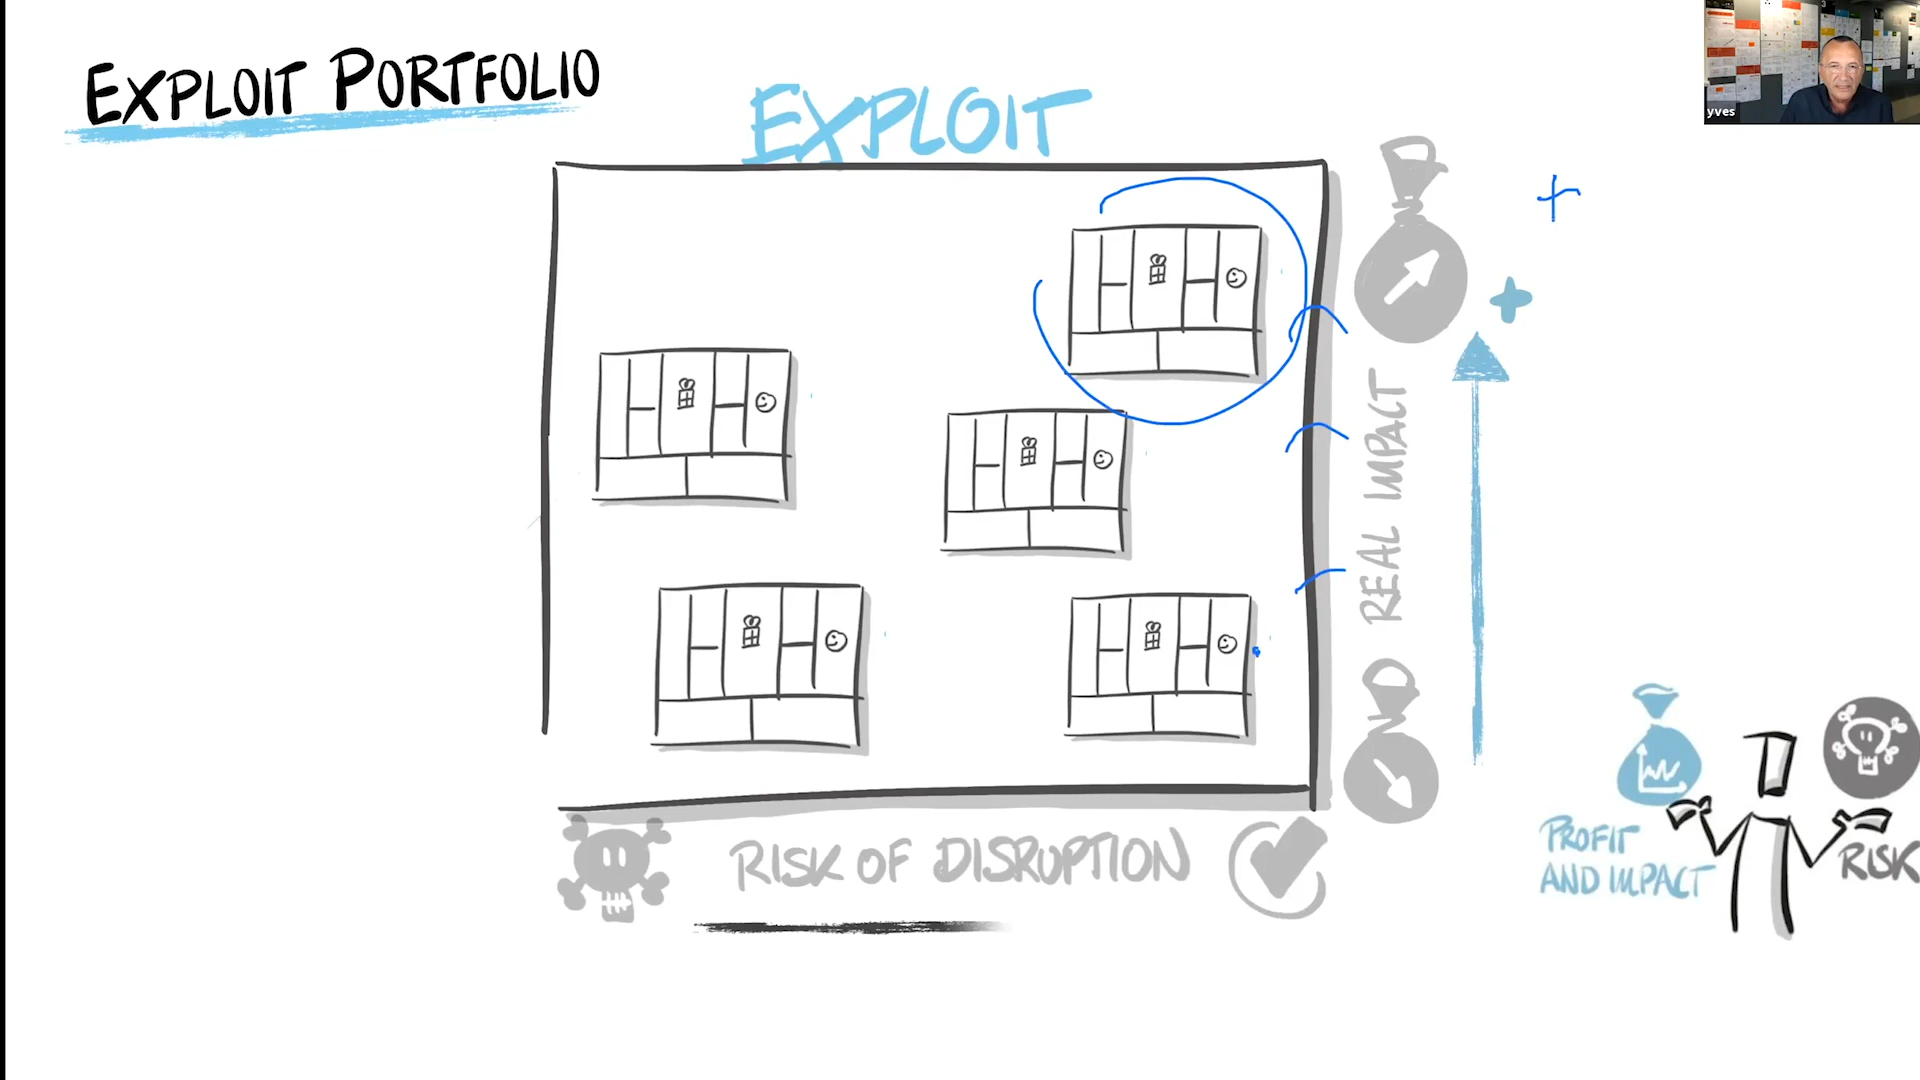 EXPLOIT PORTFOLIO
EXPLOIT
yves
REAL IMPACT
RISK OF DISRUPTION
PROFIT
AND IMPACT
RISK